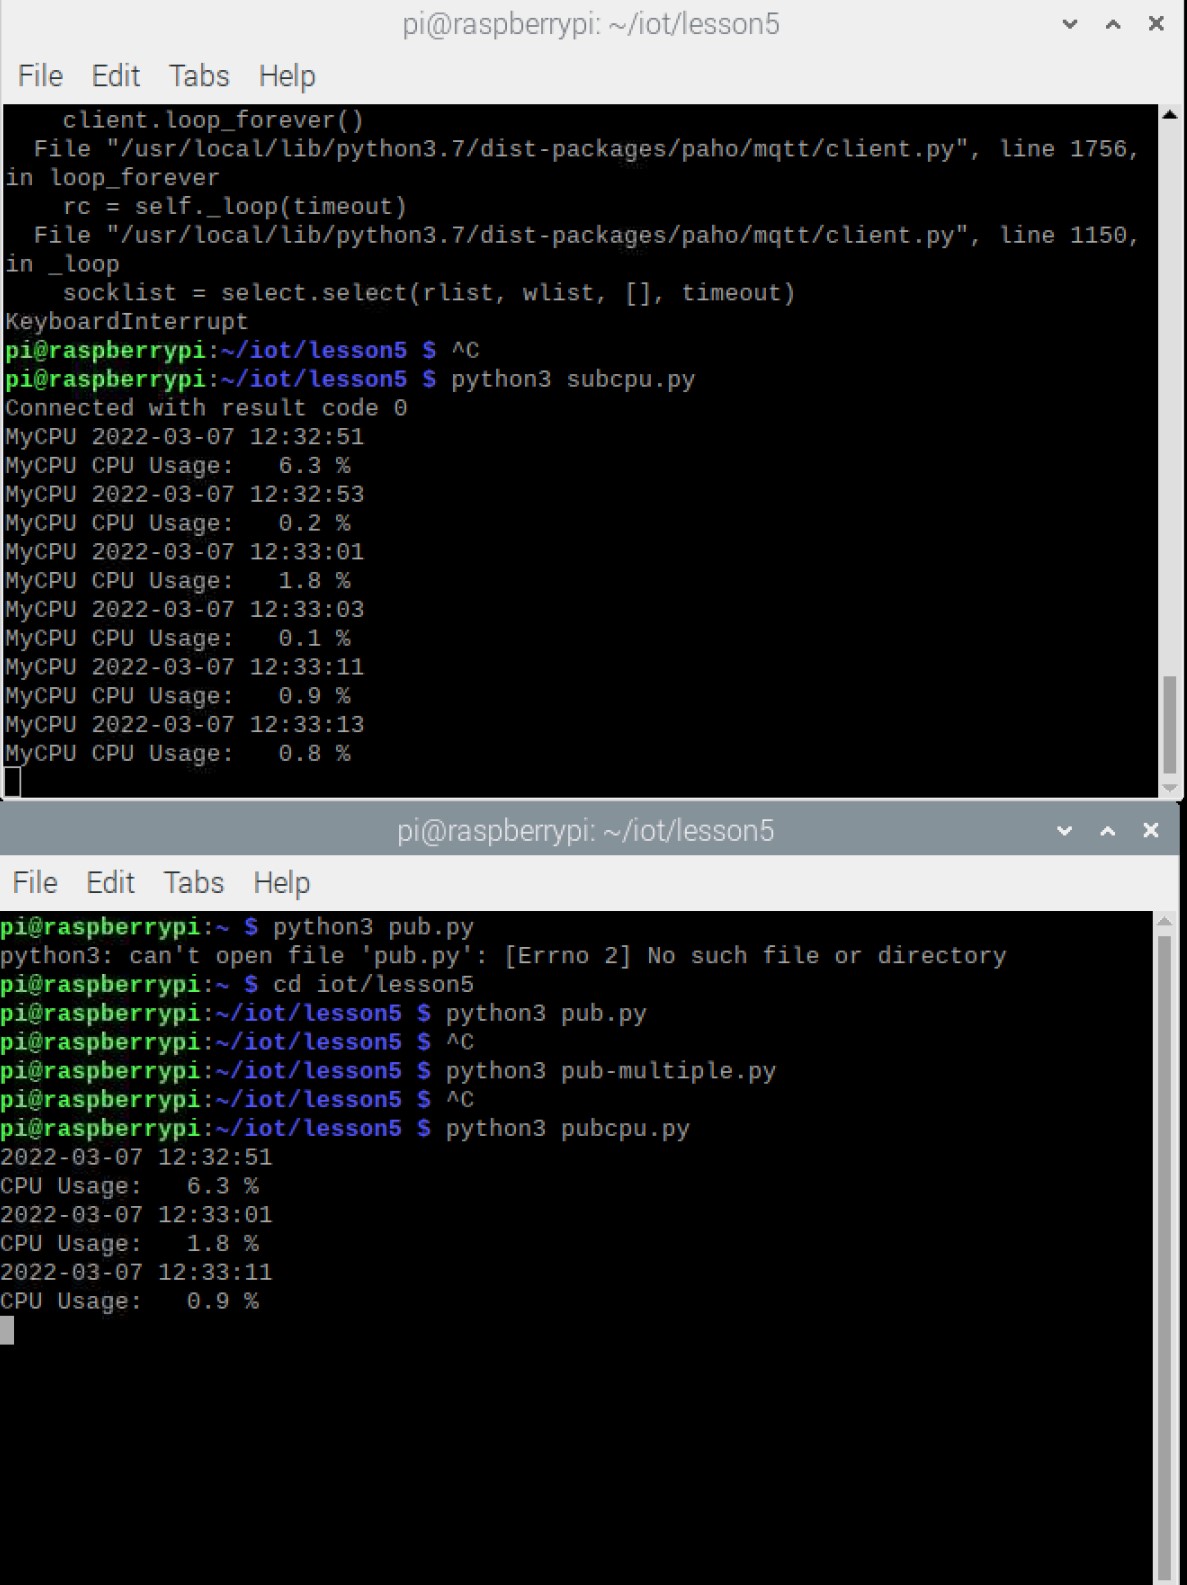 pi@raspberrypi: ~/iot/lesson5
File Edit Tabs Help
client.loop_forever()
File "/usr/local/lib/python3.7/dist-packages/paho/mqtt/client.py", line 1756,
in loop_forever
rc = self._loop(timeout)
File "/usr/local/lib/python3.7/dist-packages/paho/mqtt/client.py", line 1150,
in _loop
socklist = select.select(rlist, wlist, [], timeout)
KeyboardInterrupt
pi@raspberrypi:~/iot/lesson5 $ ^C
pi@raspberrypi:~/iot/lesson5 $ python3 subcpu.py
Connected with result code 0
MyCPU 2022-03-07 12:32:51
MyCPU CPU Usage:   6.3 %
MyCPU 2022-03-07 12:32:53
MyCPU CPU Usage:   0.2 %
MyCPU 2022-03-07 12:33:01
MyCPU CPU Usage:   1.8 %
MyCPU 2022-03-07 12:33:03
MyCPU CPU Usage:   0.1 %
MyCPU 2022-03-07 12:33:11
MyCPU CPU Usage:   0.9 %
MyCPU 2022-03-07 12:33:13
MyCPU CPU Usage:   0.8 %
pi@raspberrypi: ~/iot/lesson5
File Edit Tabs Help
pi@raspberrypi:~ $ python3 pub.py
python3: can't open file 'pub.py': [Errno 2] No such file or directory
pi@raspberrypi:~ $ cd iot/lesson5
pi@raspberrypi:~/iot/lesson5 $ python3 pub.py
pi@raspberrypi:~/iot/lesson5 $ ^C
pi@raspberrypi:~/iot/lesson5 $ python3 pub-multiple.py
pi@raspberrypi:~/iot/lesson5 $ ^C
pi@raspberrypi:~/iot/lesson5 $ python3 pubcpu.py
2022-03-07 12:32:51
CPU Usage:   6.3 %
2022-03-07 12:33:01
CPU Usage:   1.8 %
2022-03-07 12:33:11
CPU Usage:   0.9 %